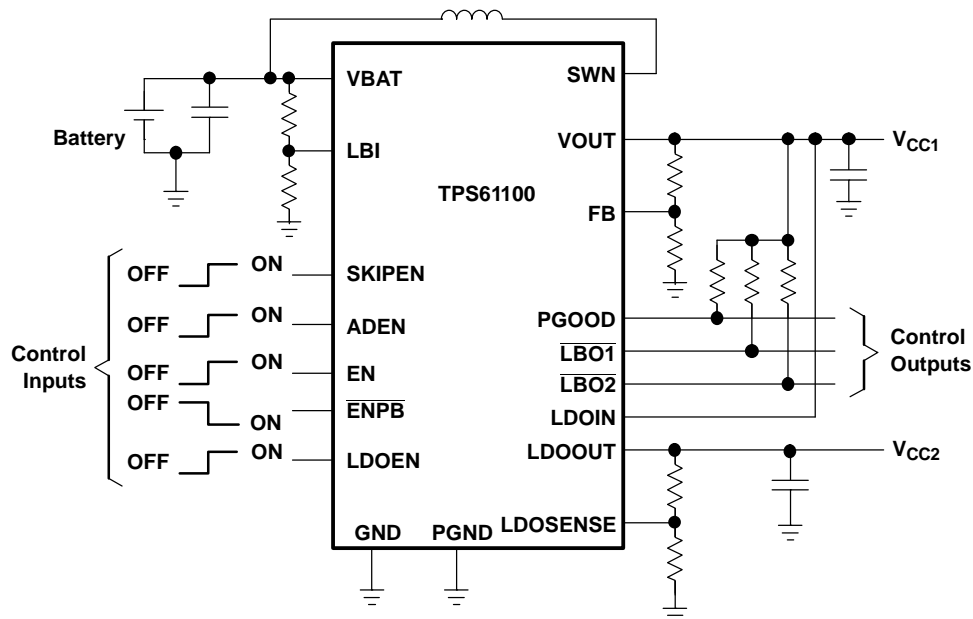 VBAT
SWN
Battery
LBI
VOUT
VCC1
TPS61100
FB
OFF ON SKIPEN
PGOOD
OFF ON ADEN
Control Inputs
LBO1
Control Outputs
OFF ON EN
LBO2
OFF ON ENPB
LDOIN
OFF ON LDOEN
LDOOUT
VCC2
LDOSENSE
GND PGND